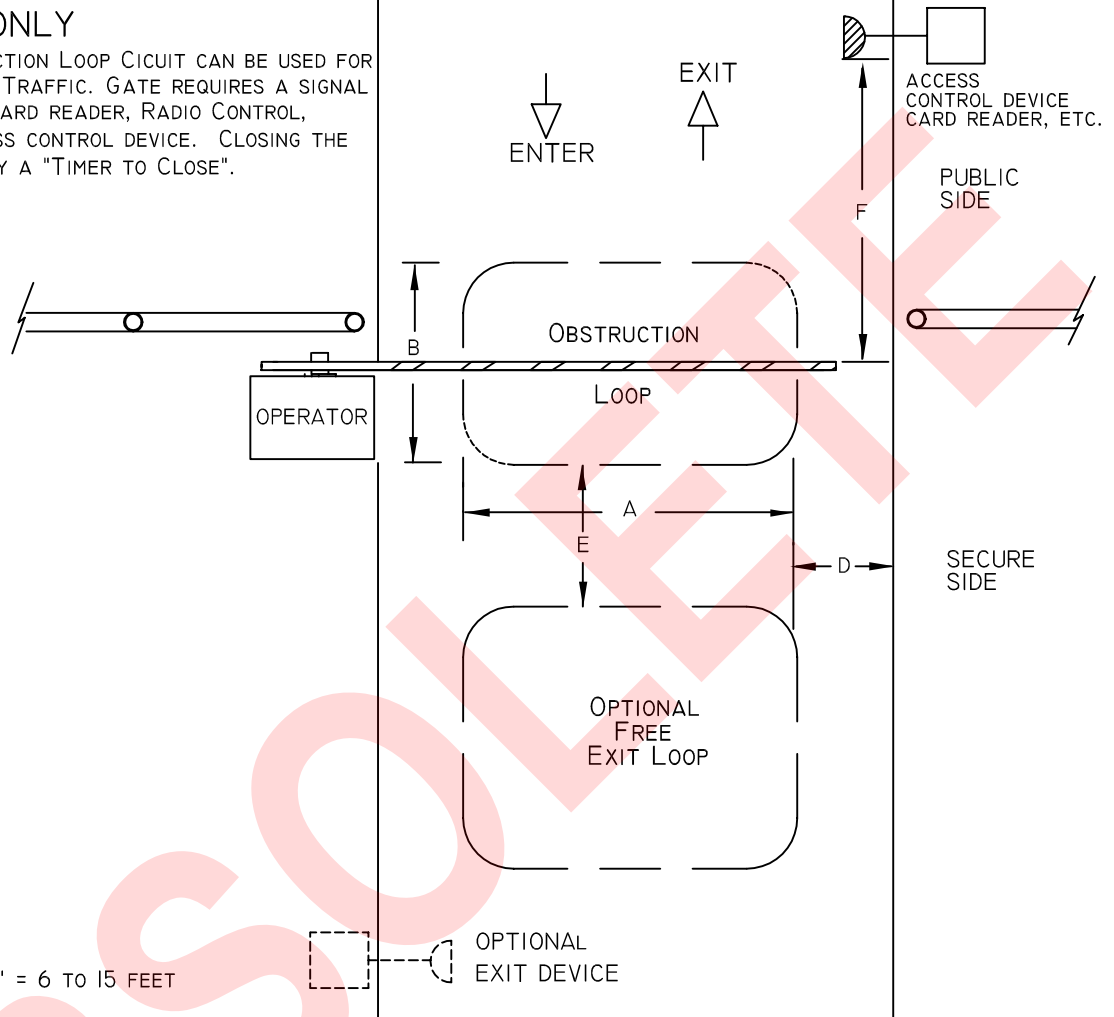 ONLY
CTION LOOP CICUIT CAN BE USED FOR
TRAFFIC. GATE REQUIRES A SIGNAL
ARD READER, RADIO CONTROL,
SS CONTROL DEVICE. CLOSING THE
Y A "TIMER TO CLOSE".
ENTER
EXIT
ACCESS
CONTROL DEVICE
CARD READER, ETC.
PUBLIC
SIDE
F
B
OBSTRUCTION
LOOP
OPERATOR
A
E
D
SECURE
SIDE
OPTIONAL
FREE
EXIT LOOP
OPTIONAL
EXIT DEVICE
" = 6 TO 15 FEET
OBSOLETE